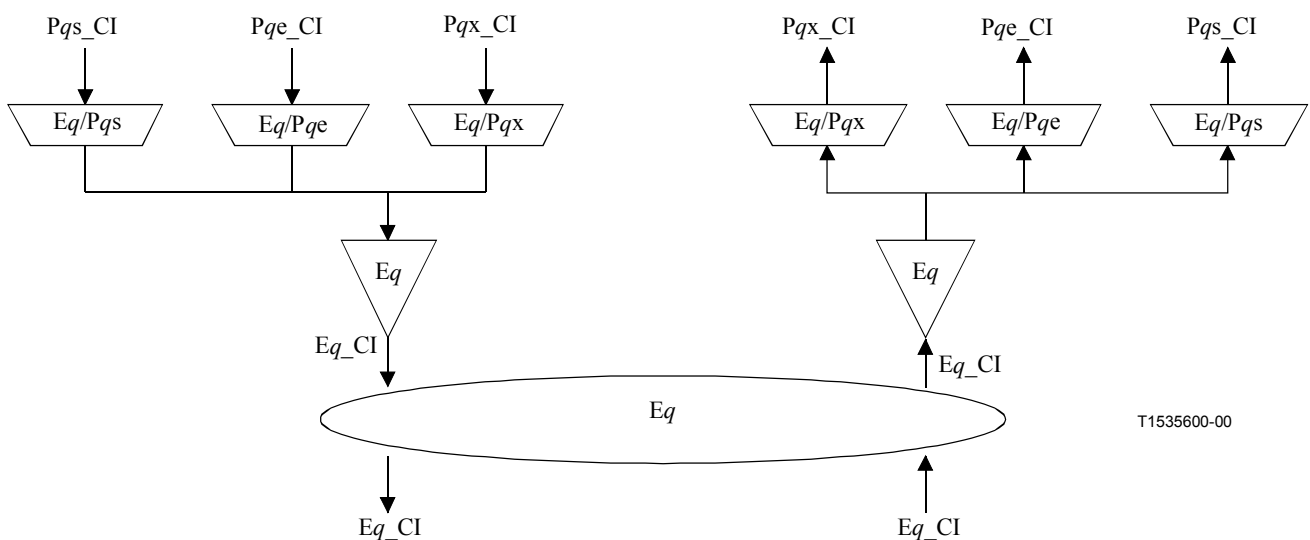 Pqs_CI Pqe_CI Pqx_CI Pqx_CI Pqe_CI Pqs_CI
Eq/Pqs Eq/Pqe Eq/Pqx Eq/Pqx Eq/Pqe Eq/Pqs
Eq Eq
Eq_CI Eq_CI
Eq
T1535600-00
Eq_CI Eq_CI